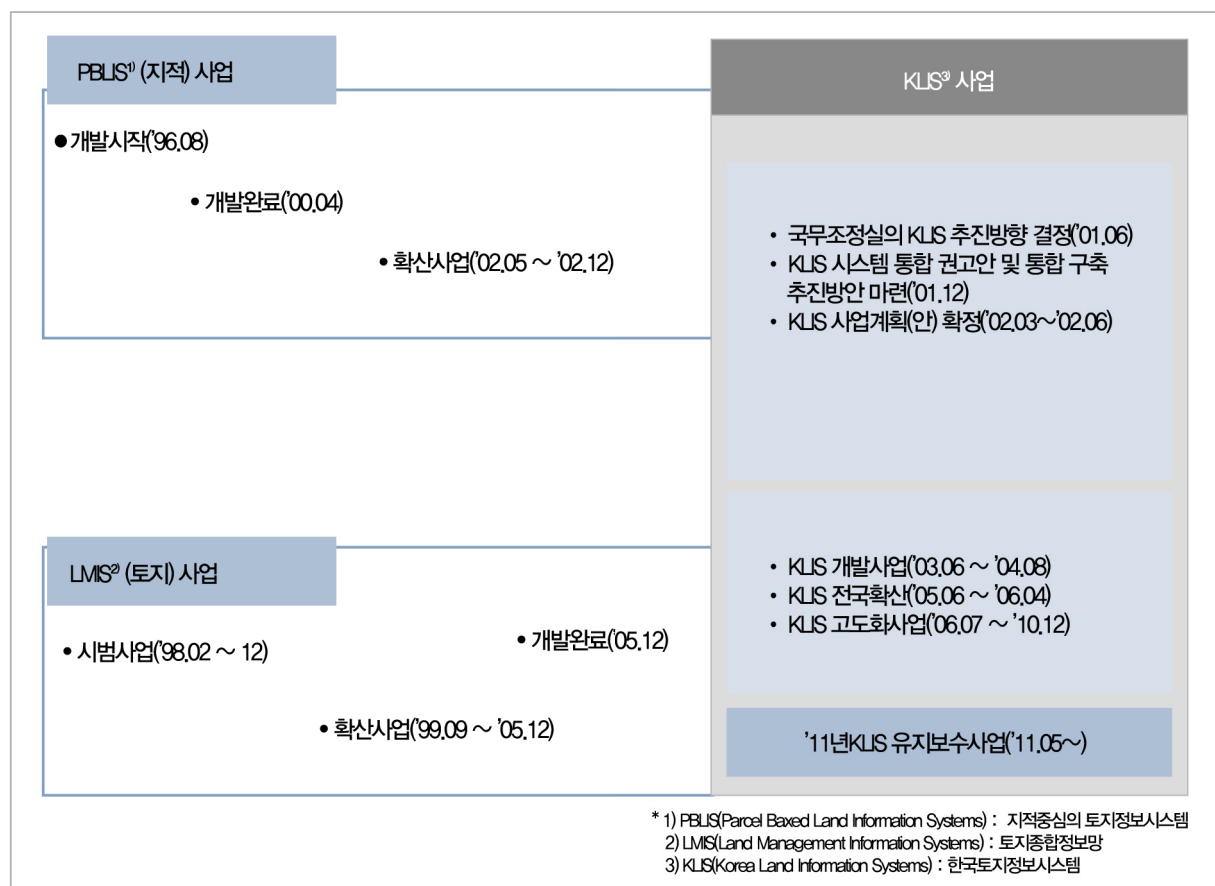 PBLIS¹⁾ (지적) 사업
●개발시작('96.08)
• 개발완료('00.04)
• 확산사업('02.05 ~ '02.12)
LMIS²⁾ (토지) 사업
• 시범사업('98.02 ~ 12)
• 개발완료('05.12)
• 확산사업('99.09 ~ '05.12)
KLIS³⁾ 사업
• 국무조정실의 KLIS 추진방향 결정('01.06)
• KLIS 시스템 통합 권고안 및 통합 구축
추진방안 마련('01.12)
• KLIS 사업계획(안) 확정('02.03~'02.06)
• KLIS 개발사업('03.06 ~ '04.08)
• KLIS 전국확산('05.06 ~ '06.04)
• KLIS 고도화사업('06.07 ~ '10.12)
'11년KLIS 유지보수사업('11.05~)
* 1) PBLIS(Parcel Baxed Land Information Systems) : 지적중심의 토지정보시스템
2) LMIS(Land Management Information Systems) : 토지종합정보망
3) KLIS(Korea Land Information Systems) : 한국토지정보시스템